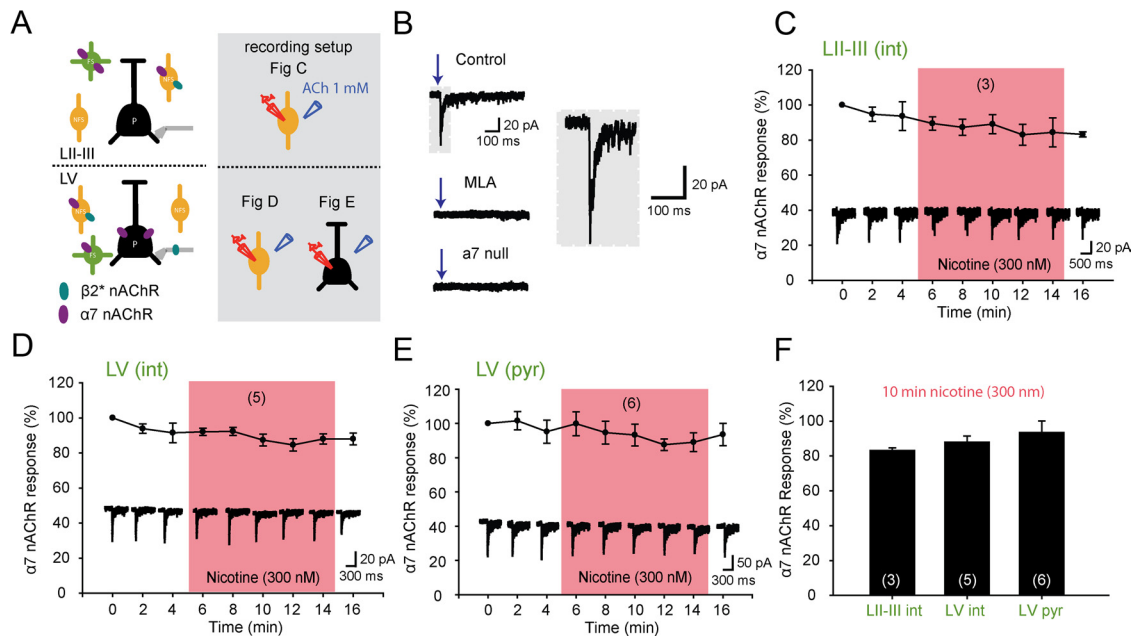 A
FS
NFS
P
NFS
LII-III
LV
NFS
NFS
FS
P
β2* nAChR
α7 nAChR
recording setup
Fig C
ACh 1 mM
Fig D
Fig E
B
Control
20 pA
100 ms
MLA
a7 null
20 pA
100 ms
C
LII-III (int)
α7 nAChR response (%)
120
100
80
60
40
20
0
(3)
Nicotine (300 nM)
20 pA
500 ms
0 2 4 6 8 10 12 14 16
Time (min)
D
LV (int)
α7 nAChR response (%)
120
100
80
60
40
20
0
(5)
Nicotine (300 nM)
20 pA
300 ms
0 2 4 6 8 10 12 14 16
Time (min)
E
LV (pyr)
α7 nAChR response (%)
120
100
80
60
40
20
0
(6)
Nicotine (300 nM)
50 pA
300 ms
0 2 4 6 8 10 12 14 16
Time (min)
F
10 min nicotine (300 nm)
α7 nAChR Response (%)
120
100
80
60
40
20
0
(3) (5) (6)
LII-III int LV int LV pyr